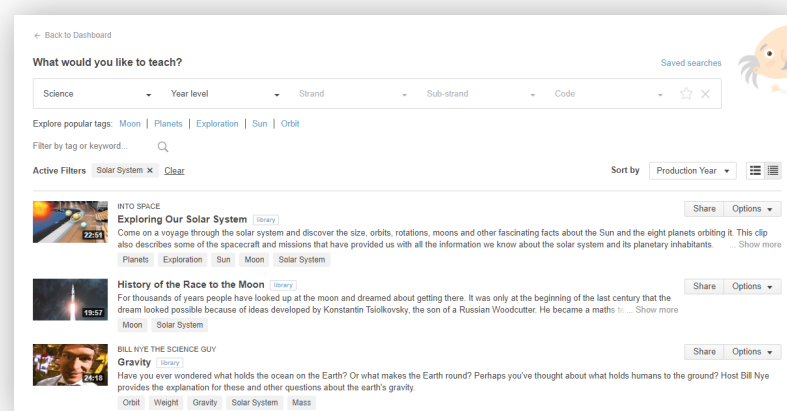 ← Back to Dashboard
What would you like to teach?
Saved searches
Science Year level Strand Sub-strand Code
Explore popular tags: Moon | Planets | Exploration | Sun | Orbit
Filter by tag or keyword...
Active Filters Solar System × Clear
Sort by Production Year
INTO SPACE
Share Options
Exploring Our Solar System library
22:51
Come on a voyage through the solar system and discover the size, orbits, rotations, moons and other fascinating facts about the Sun and the eight planets orbiting it. This clip
also describes some of the spacecraft and missions that have provided us with all the information we know about the solar system and its planetary inhabitants. ... Show more
Planets Exploration Sun Moon Solar System
History of the Race to the Moon library
Share Options
19:57
For thousands of years people have looked up at the moon and dreamed about getting there. It was only at the beginning of the last century that the
dream looked possible because of ideas developed by Konstantin Tsiolkovsky, the son of a Russian Woodcutter. He became a maths ... Show more
Moon Solar System
BILL NYE THE SCIENCE GUY
Share Options
Gravity library
24:18
Have you ever wondered what holds the ocean on the Earth? Or what makes the Earth round? Perhaps you've thought about what holds humans to the ground? Host Bill Nye
provides the explanation for these and other questions about the earth's gravity.
Orbit Weight Gravity Solar System Mass